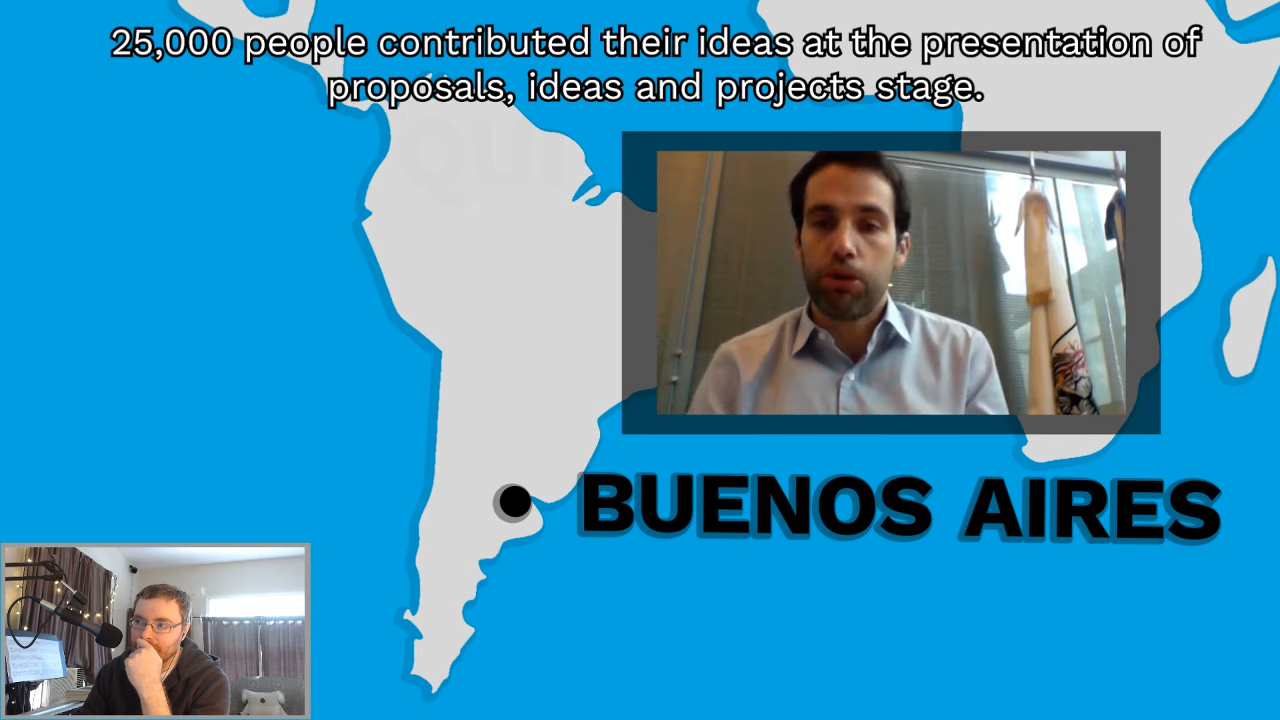 25,000 people contributed their ideas at the presentation of
proposals, ideas and projects stage.
BUENOS AIRES